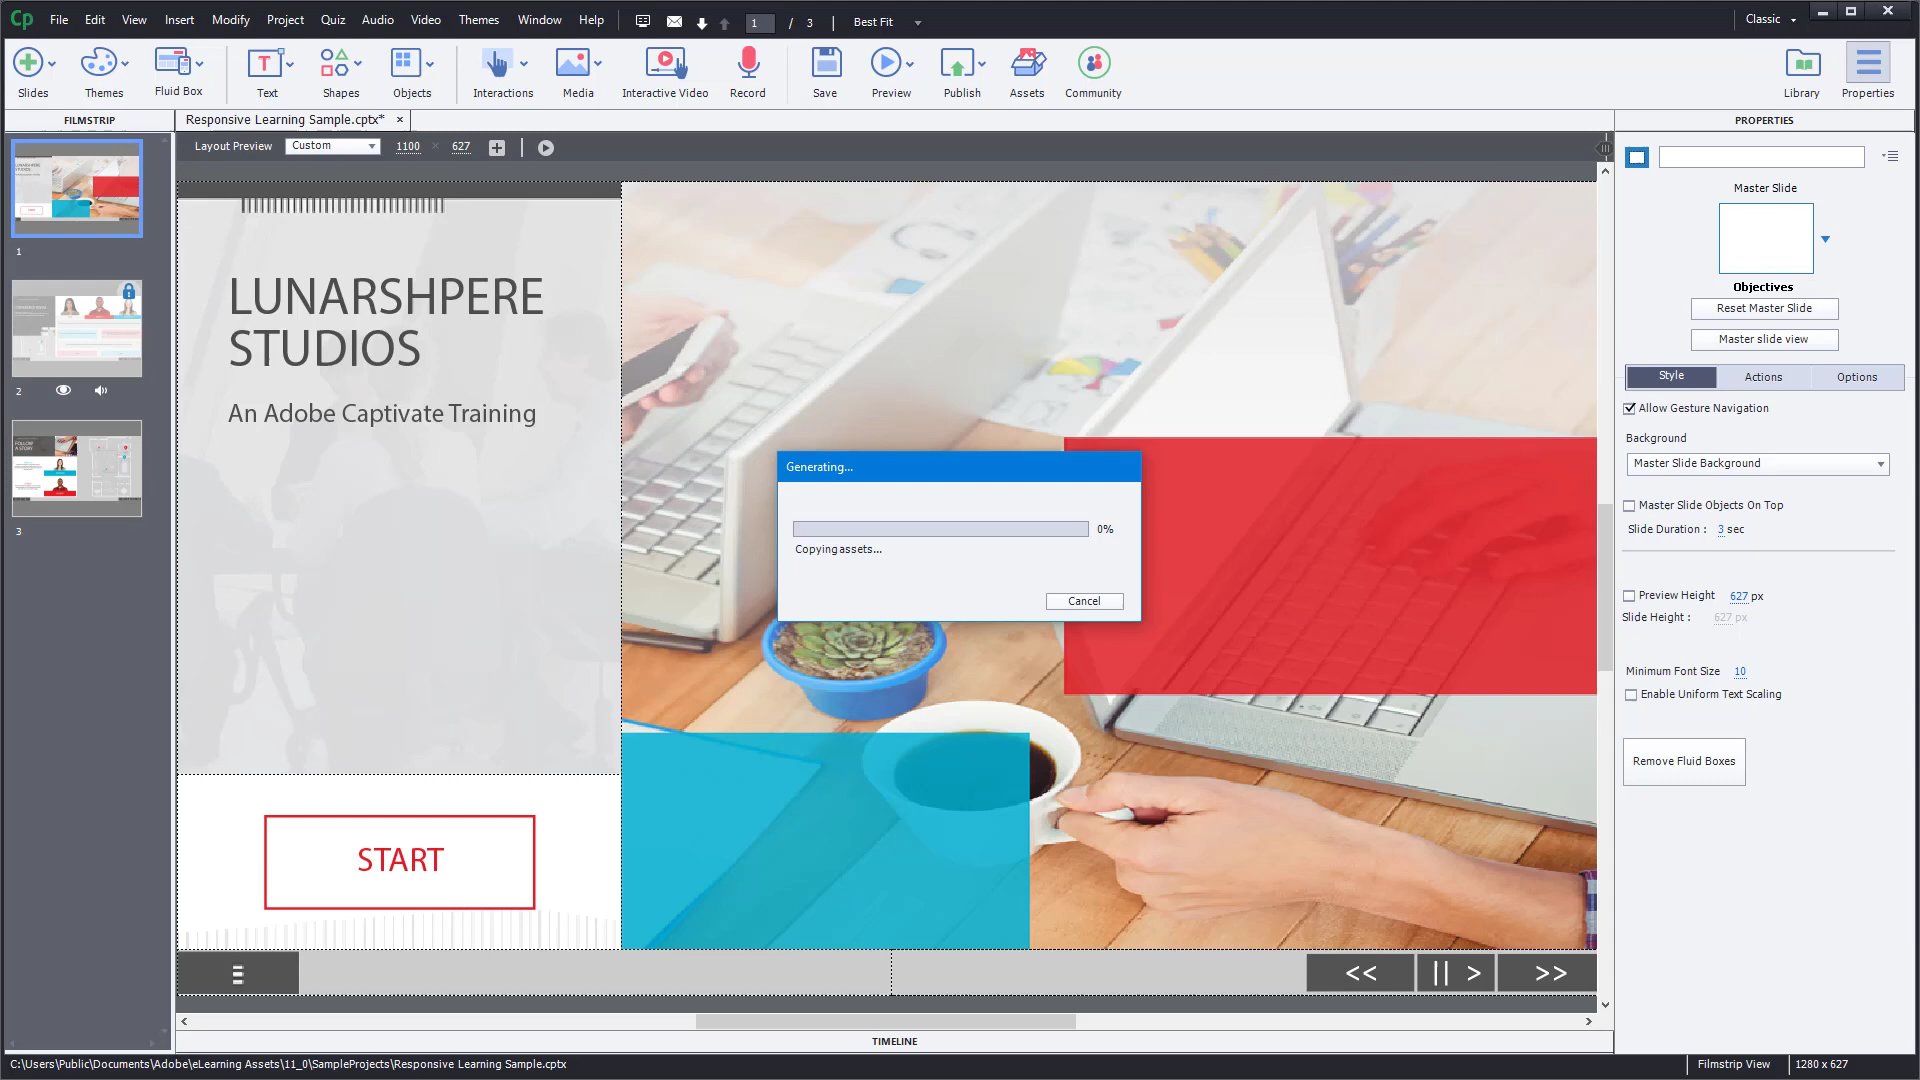 Cp File Edit View Insert Modify Project Quiz Audio Video Themes Window Help 1 / 3 Best Fit Classic
Slides Themes Fluid Box Text Shapes Objects Interactions Media Interactive Video Record Save Preview Publish Assets Community Library Properties
FILMSTRIP
Responsive Learning Sample.cptx* ×
PROPERTIES
Layout Preview Custom 1100 × 627
1
2
3
LUNARSHPERE
STUDIOS
An Adobe Captivate Training
START
Generating...
0%
Copying assets...
Cancel
<< || > >>
Master Slide
Objectives
Reset Master Slide
Master slide view
Style Actions Options
Allow Gesture Navigation
Background
Master Slide Background
Master Slide Objects On Top
Slide Duration : 3 sec
Preview Height 627 px
Slide Height : 627 px
Minimum Font Size 10
Enable Uniform Text Scaling
Remove Fluid Boxes
TIMELINE
C:\Users\Public\Documents\Adobe\eLearning Assets\11_0\SampleProjects\Responsive Learning Sample.cptx Filmstrip View 1280 x 627